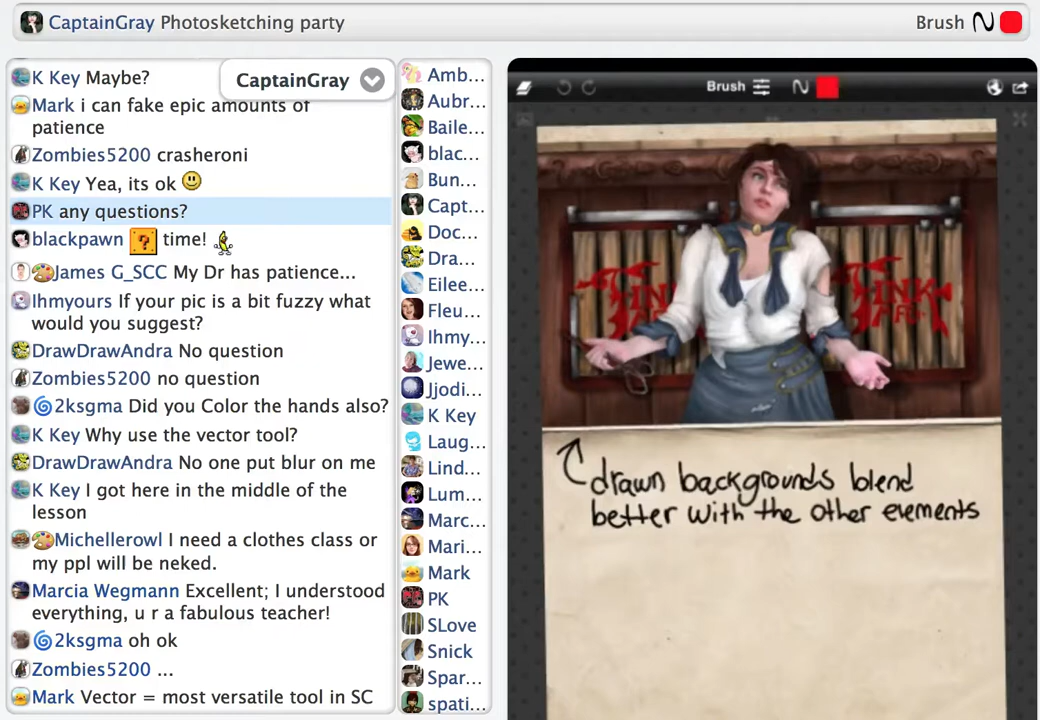 CaptainGray Photosketching party
Brush
K Key Maybe?
CaptainGray
Mark i can fake epic amounts of
patience
Zombies5200 crasheroni
K Key Yea, its ok
PK any questions?
blackpawn ? time!
James G_SCC My Dr has patience...
Ihmyours If your pic is a bit fuzzy what
would you suggest?
DrawDrawAndra No question
Zombies5200 no question
2ksgma Did you Color the hands also?
K Key Why use the vector tool?
DrawDrawAndra No one put blur on me
K Key I got here in the middle of the
lesson
Michellerowl I need a clothes class or
my ppl will be neked.
Marcia Wegmann Excellent; I understood
everything, u r a fabulous teacher!
2ksgma oh ok
Zombies5200 ...
Mark Vector = most versatile tool in SC
Amb...
Aubr...
Baile...
blac...
Bun...
Capt...
Doc...
Dra...
Eilee...
Fleu...
Ihmy...
Jewe...
Jjodi...
K Key
Laug...
Lind...
Lum...
Marc...
Mari...
Mark
PK
SLove
Snick
Spar...
spati...
Brush
drawn backgrounds blend
better with the other elements